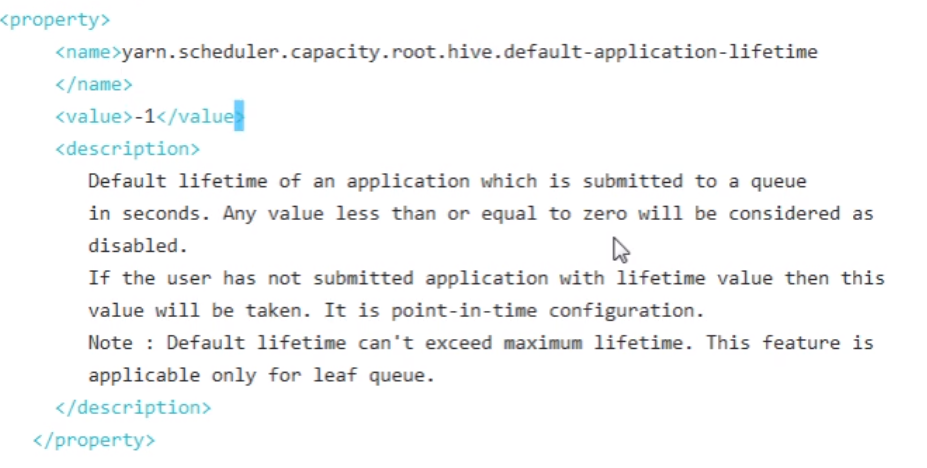 <property>
<name>yarn.scheduler.capacity.root.hive.default-application-lifetime
</name>
<value>-1</value>
<description>
Default lifetime of an application which is submitted to a queue
in seconds. Any value less than or equal to zero will be considered as
disabled.
If the user has not submitted application with lifetime value then this
value will be taken. It is point-in-time configuration.
Note : Default lifetime can't exceed maximum lifetime. This feature is
applicable only for leaf queue.
</description>
</property>